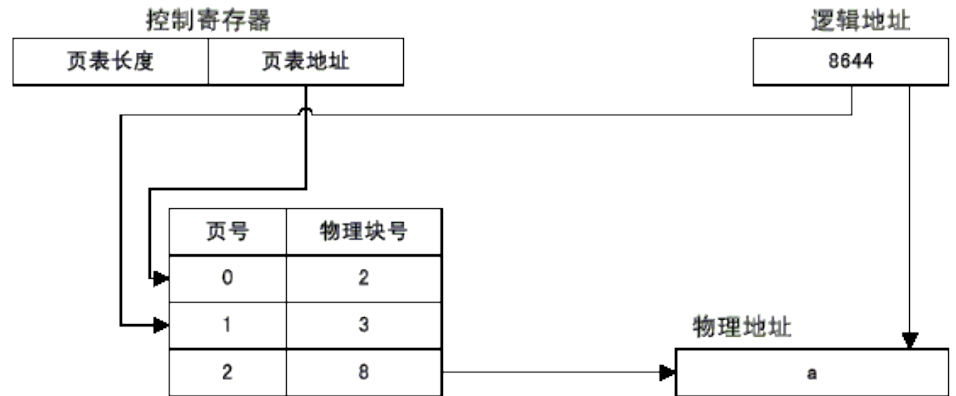 控制寄存器 逻辑地址
页表长度 页表地址 8644
页号 物理块号
0 2
1 3
物理地址
2 8 a